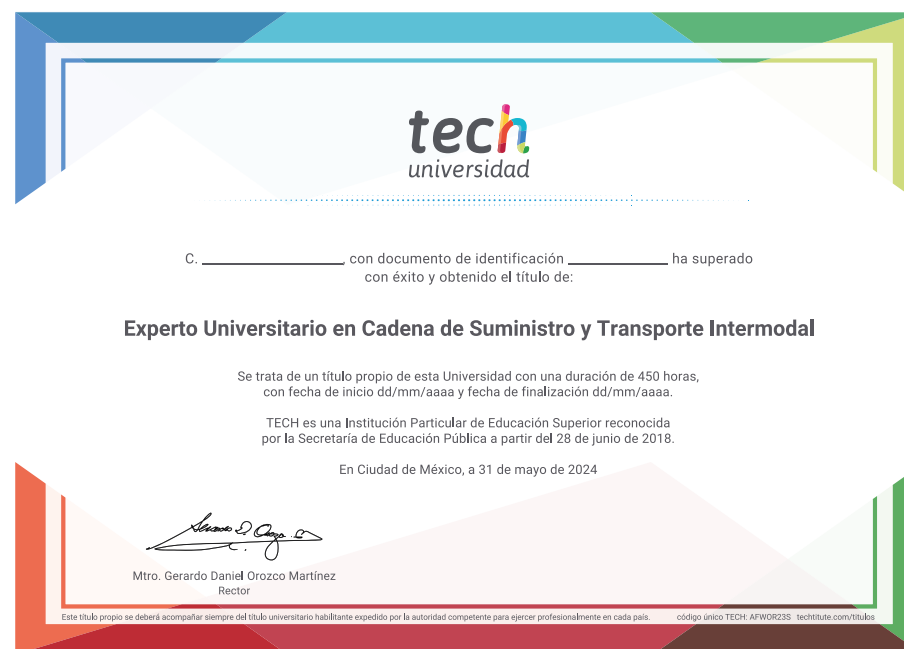 tech
universidad
C. ____________, con documento de identificación ____________ ha superado
con éxito y obtenido el título de:
Experto Universitario en Cadena de Suministro y Transporte Intermodal
Se trata de un título propio de esta Universidad con una duración de 450 horas,
con fecha de inicio dd/mm/aaaa y fecha de finalización dd/mm/aaaa.
TECH es una Institución Particular de Educación Superior reconocida
por la Secretaría de Educación Pública a partir del 28 de junio de 2018.
En Ciudad de México, a 31 de mayo de 2024
Mtro. Gerardo Daniel Orozco Martínez
Rector
Este título propio se deberá acompañar siempre del título universitario habilitante expedido por la autoridad competente para ejercer profesionalmente en cada país. código único TECH: AFWOR23S techtitute.com/titulos